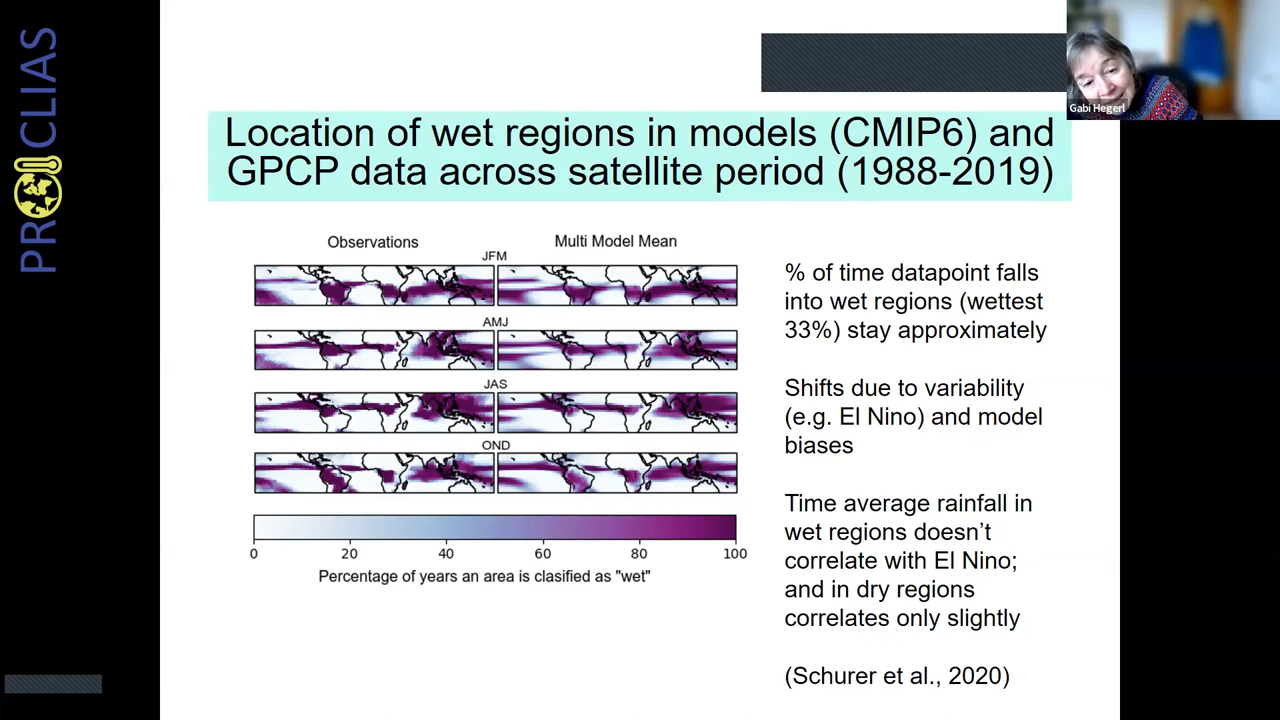 PROCLIAS
Gabi Hegerl
Location of wet regions in models (CMIP6) and
GPCP data across satellite period (1988-2019)
Observations
Multi Model Mean
JFM
AMJ
JAS
OND
0 20 40 60 80 100
Percentage of years an area is clasified as "wet"
% of time datapoint falls
into wet regions (wettest
33%) stay approximately
Shifts due to variability
(e.g. El Nino) and model
biases
Time average rainfall in
wet regions doesn’t
correlate with El Nino;
and in dry regions
correlates only slightly
(Schurer et al., 2020)